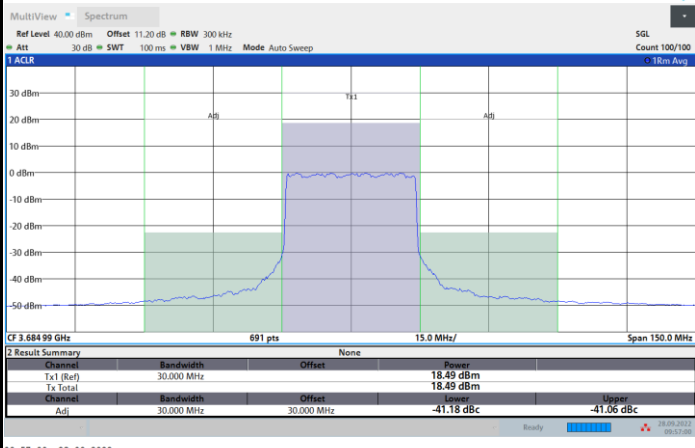 MultiView Spectrum
Ref Level 40.00 dBm Offset 11.20 dB RBW 300 kHz SGL
Att 30 dB SWT 100 ms VBW 1 MHz Mode Auto Sweep Count 100/100
1 ACLR 1Rm Avg
30 dBm
Tx1
20 dBm
Adj Adj
10 dBm
0 dBm
-10 dBm
-20 dBm
-30 dBm
-40 dBm
-50 dBm
CF 3.684 99 GHz 691 pts 15.0 MHz/ Span 150.0 MHz
2 Result Summary None
Channel Bandwidth Offset Power
Tx1 (Ref) 30.000 MHz 18.49 dBm
Tx Total 18.49 dBm
Channel Bandwidth Offset Lower Upper
Adj 30.000 MHz 30.000 MHz -41.18 dBc -41.06 dBc
Ready 28.09.2022
09:57:00